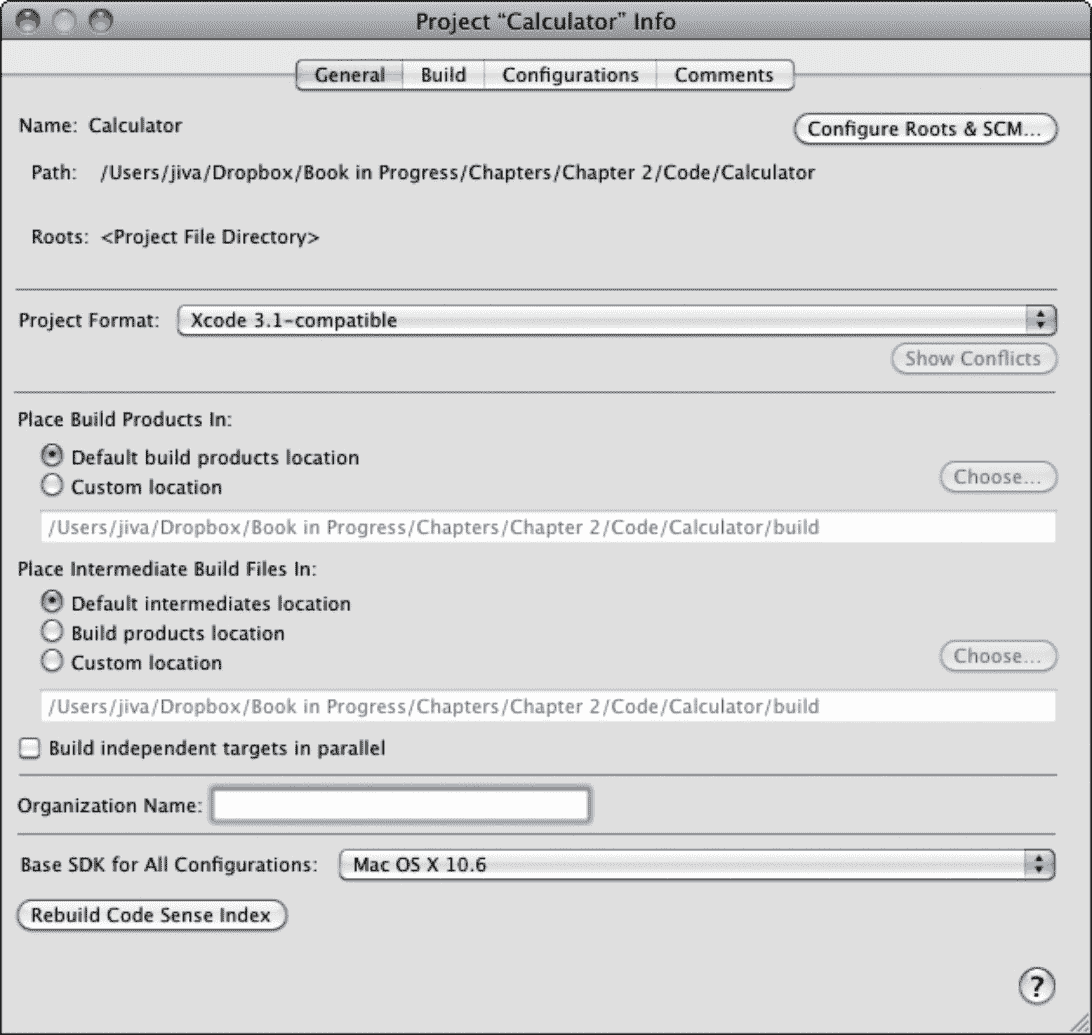 Project “Calculator” Info
General Build Configurations Comments
Name: Calculator
Configure Roots & SCM...
Path: /Users/jiva/Dropbox/Book in Progress/Chapters/Chapter 2/Code/Calculator
Roots: <Project File Directory>
Project Format: Xcode 3.1-compatible
Show Conflicts
Place Build Products In:
Default build products location
Custom location
Choose...
/Users/jiva/Dropbox/Book in Progress/Chapters/Chapter 2/Code/Calculator/build
Place Intermediate Build Files In:
Default intermediates location
Build products location
Custom location
Choose...
/Users/jiva/Dropbox/Book in Progress/Chapters/Chapter 2/Code/Calculator/build
Build independent targets in parallel
Organization Name:
Base SDK for All Configurations: Mac OS X 10.6
Rebuild Code Sense Index
?